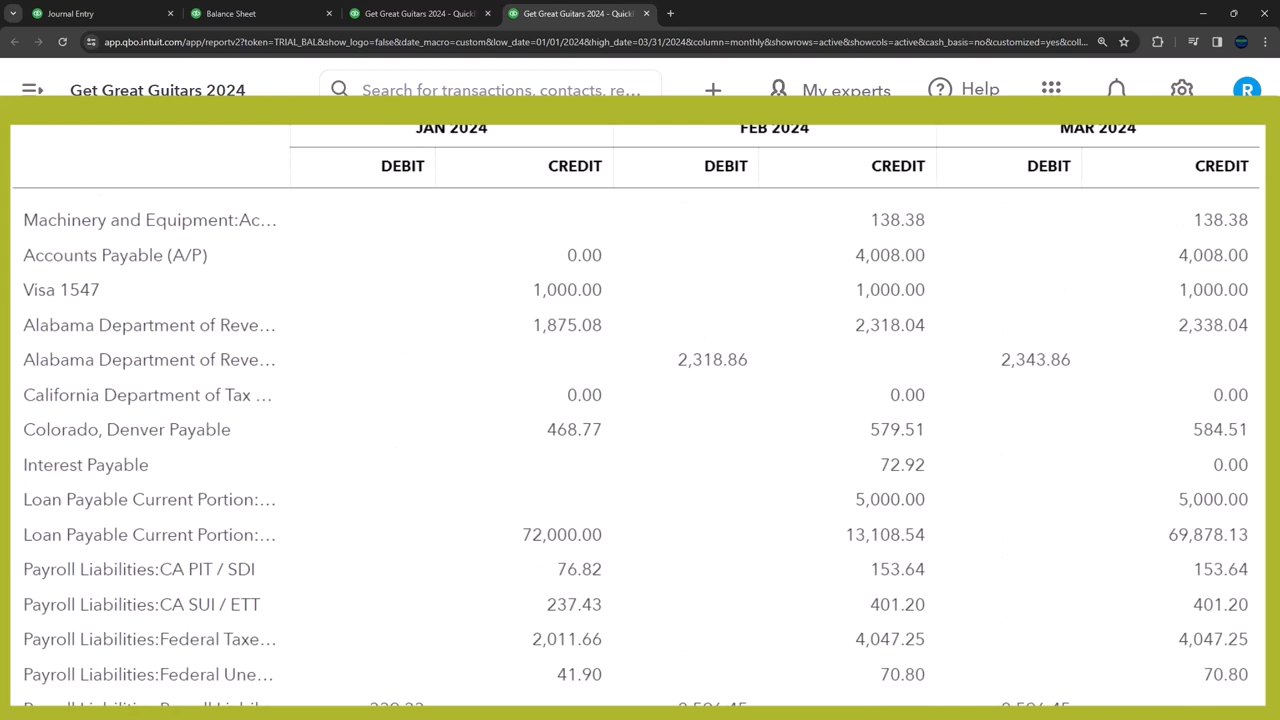 Journal Entry
Balance Sheet
Get Great Guitars 2024 - Quickl
Get Great Guitars 2024 - Quickl
app.qbo.intuit.com/app/reportv2?token=TRIAL_BAL&show_logo=false&date_macro=custom&low_date=01/01/2024&high_date=03/31/2024&column=monthly&showrows=active&showcols=active&cash_basis=no&customized=yes&coll...
Get Great Guitars 2024 Search for transactions, contacts, re... My experts Help R
JAN 2024 FEB 2024 MAR 2024
DEBIT CREDIT DEBIT CREDIT DEBIT CREDIT
Machinery and Equipment:Ac... 138.38 138.38
Accounts Payable (A/P) 0.00 4,008.00 4,008.00
Visa 1547 1,000.00 1,000.00 1,000.00
Alabama Department of Reve... 1,875.08 2,318.04 2,338.04
Alabama Department of Reve... 2,318.86 2,343.86
California Department of Tax ... 0.00 0.00 0.00
Colorado, Denver Payable 468.77 579.51 584.51
Interest Payable 72.92 0.00
Loan Payable Current Portion:... 5,000.00 5,000.00
Loan Payable Current Portion:... 72,000.00 13,108.54 69,878.13
Payroll Liabilities:CA PIT / SDI 76.82 153.64 153.64
Payroll Liabilities:CA SUI / ETT 237.43 401.20 401.20
Payroll Liabilities:Federal Taxe... 2,011.66 4,047.25 4,047.25
Payroll Liabilities:Federal Une... 41.90 70.80 70.80